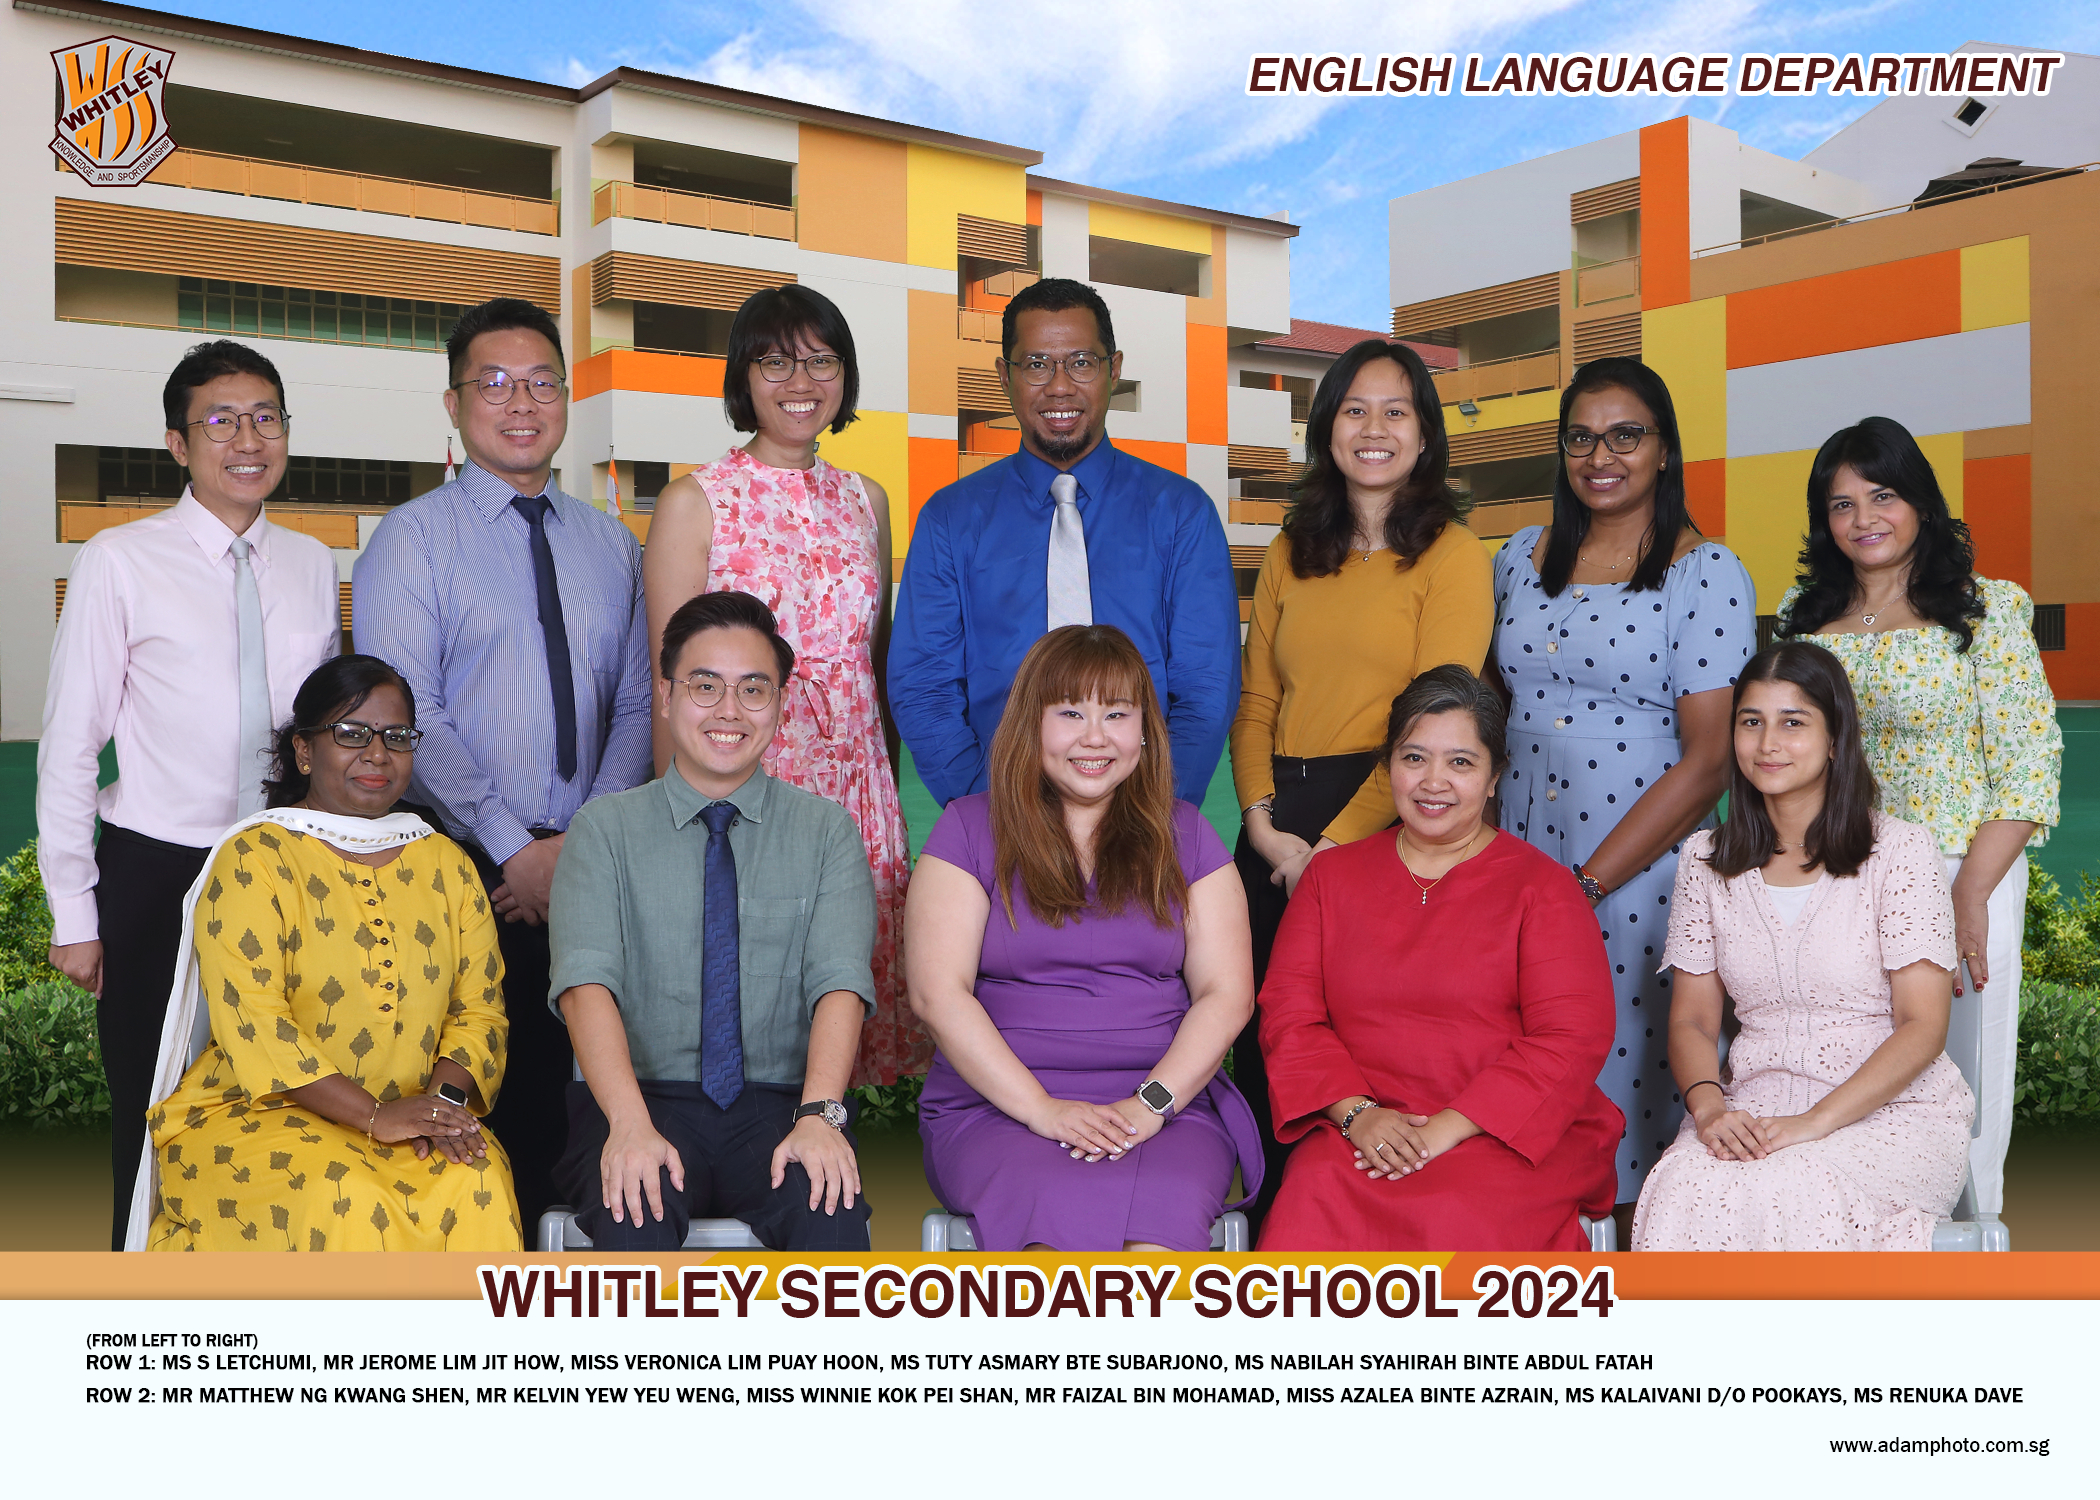 WSS
WHITLEY
KNOWLEDGE AND SPORTSMANSHIP
ENGLISH LANGUAGE DEPARTMENT
WHITLEY SECONDARY SCHOOL 2024
(FROM LEFT TO RIGHT)
ROW 1: MS S LETCHUMI, MR JEROME LIM JIT HOW, MISS VERONICA LIM PUAY HOON, MS TUTY ASMARY BTE SUBARJONO, MS NABILAH SYAHIRAH BINTE ABDUL FATAH
ROW 2: MR MATTHEW NG KWANG SHEN, MR KELVIN YEW YEU WENG, MISS WINNIE KOK PEI SHAN, MR FAIZAL BIN MOHAMAD, MISS AZALEA BINTE AZRAIN, MS KALAIVANI D/O POOKAYS, MS RENUKA DAVE
www.adamphoto.com.sg